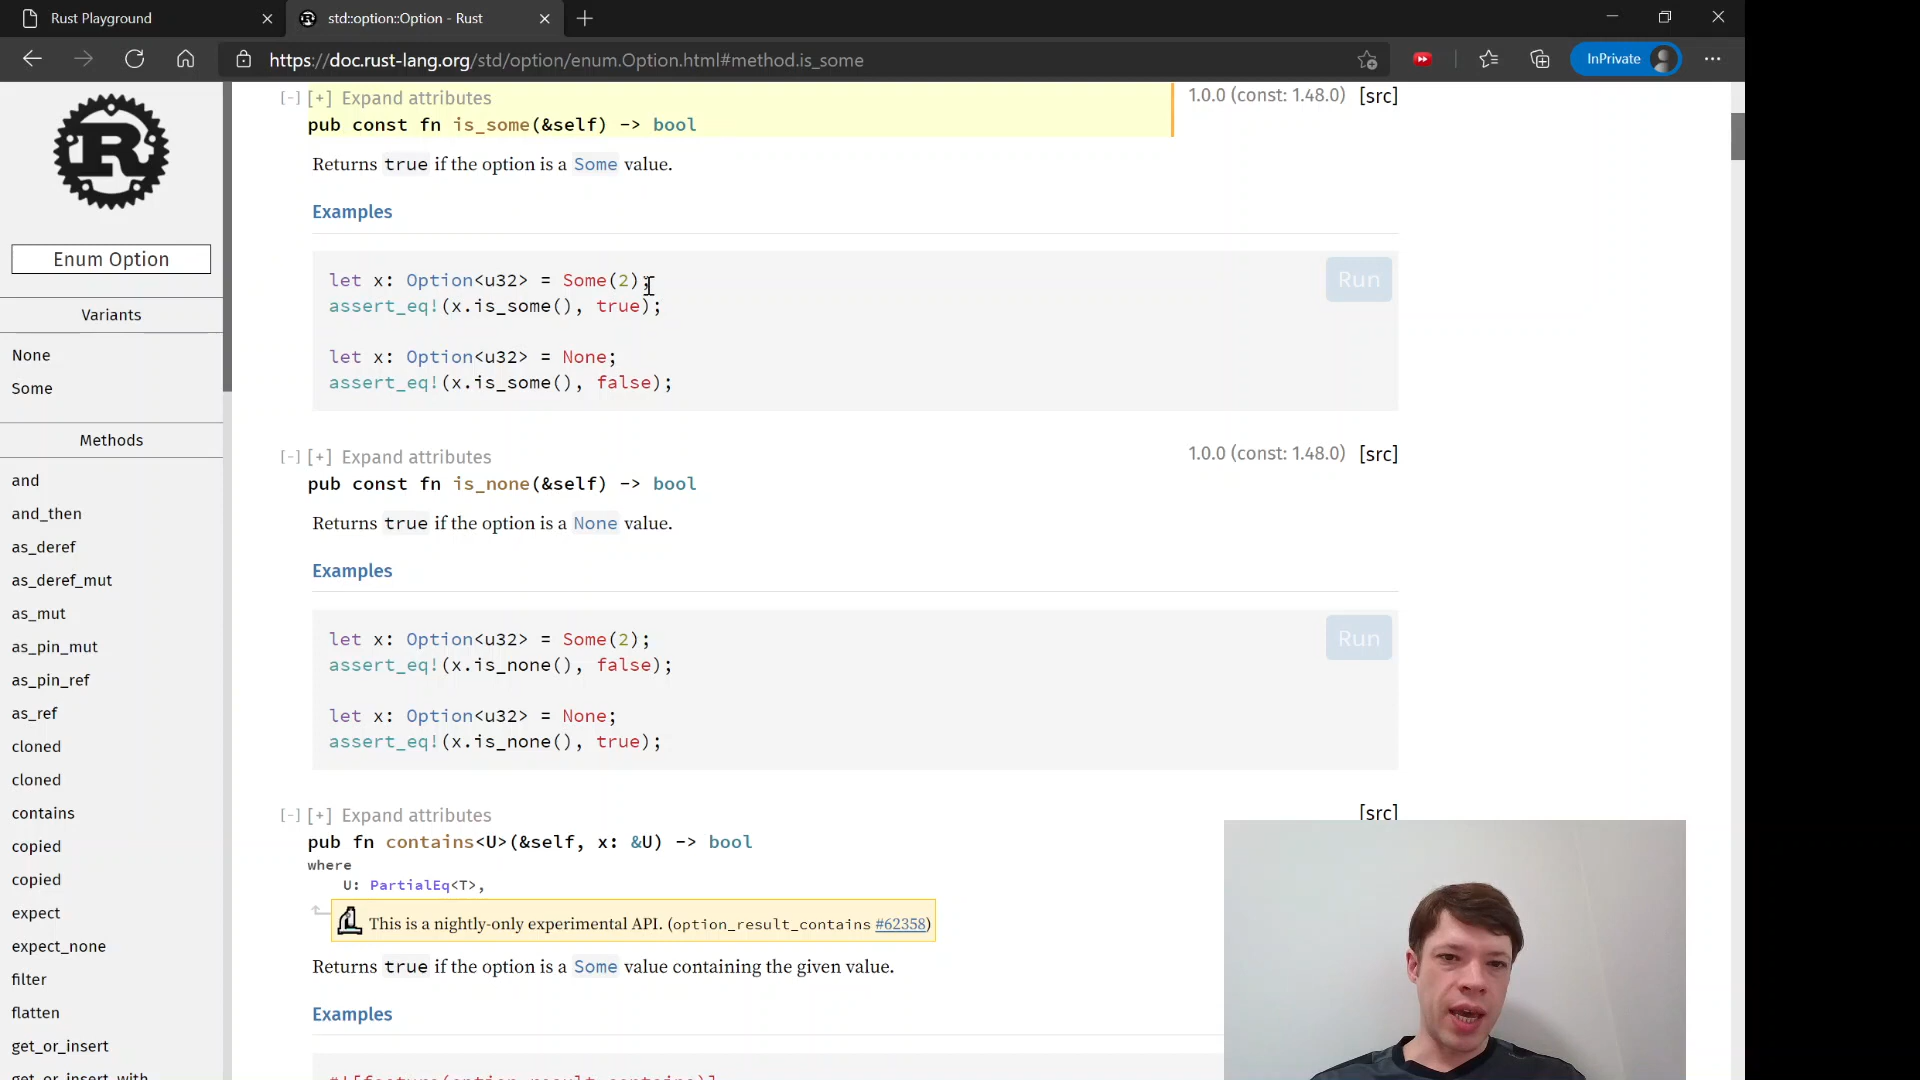 Rust Playground
std::option::Option - Rust
https://doc.rust-lang.org/std/option/enum.Option.html#method.is_some
InPrivate
R
Enum Option
Variants
None
Some
Methods
and
and_then
as_deref
as_deref_mut
as_mut
as_pin_mut
as_pin_ref
as_ref
cloned
cloned
contains
copied
copied
expect
expect_none
filter
flatten
get_or_insert
get_or_insert_with
[-] [+] Expand attributes
1.0.0 (const: 1.48.0) [src]
pub const fn is_some(&self) -> bool
Returns true if the option is a Some value.
Examples
let x: Option<u32> = Some(2);
assert_eq!(x.is_some(), true);
let x: Option<u32> = None;
assert_eq!(x.is_some(), false);
Run
[-] [+] Expand attributes
1.0.0 (const: 1.48.0) [src]
pub const fn is_none(&self) -> bool
Returns true if the option is a None value.
Examples
let x: Option<u32> = Some(2);
assert_eq!(x.is_none(), false);
let x: Option<u32> = None;
assert_eq!(x.is_none(), true);
Run
[-] [+] Expand attributes
[src]
pub fn contains<U>(&self, x: &U) -> bool
where
U: PartialEq<T>,
This is a nightly-only experimental API. (option_result_contains #62358)
Returns true if the option is a Some value containing the given value.
Examples
#![feature(option_result_contains)]